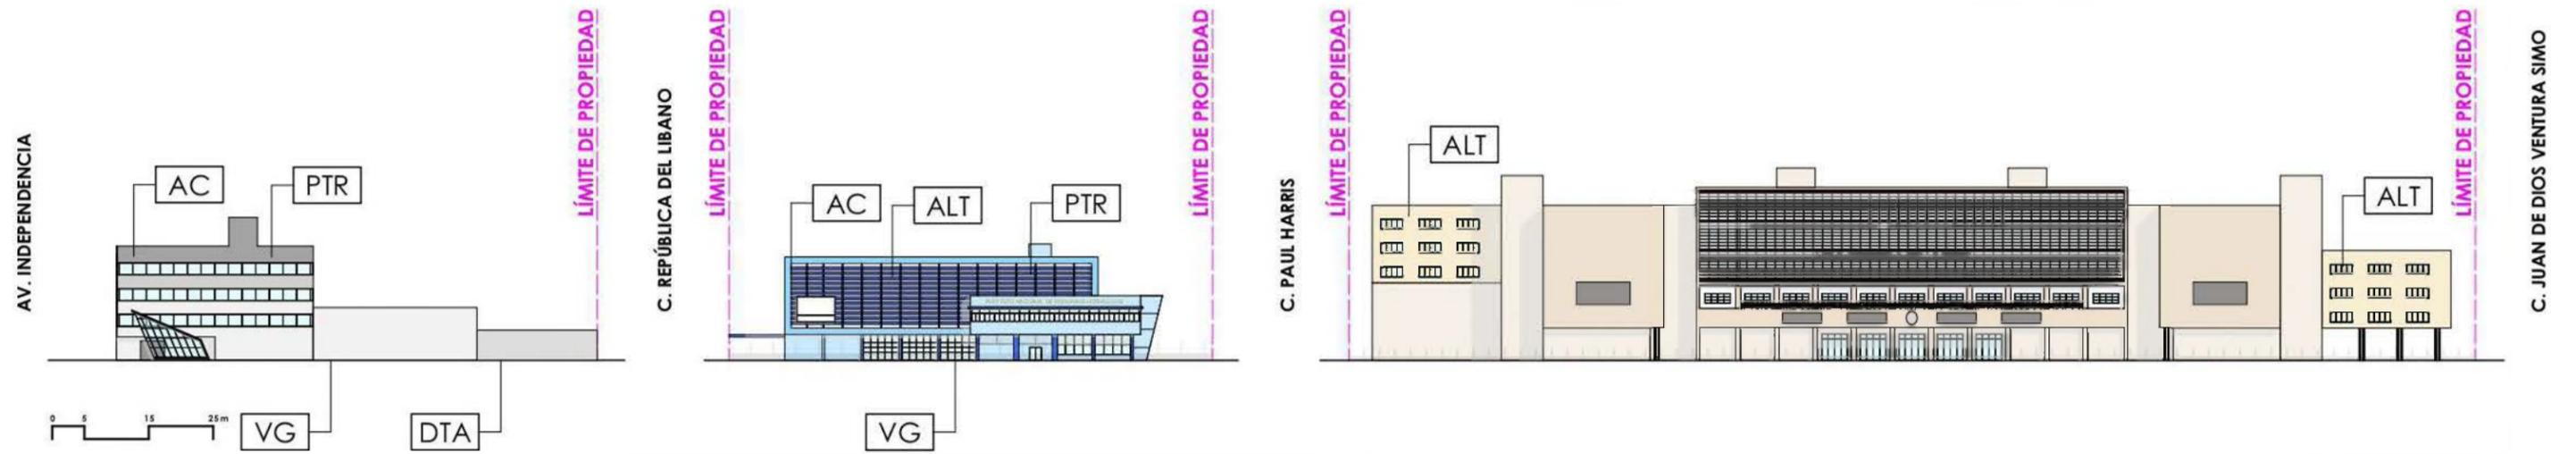 AV. INDEPENDENCIA
AC
PTR
LÍMITE DE PROPIEDAD
C. REPÚBLICA DEL LIBANO
LÍMITE DE PROPIEDAD
AC
ALT
PTR
LÍMITE DE PROPIEDAD
C. PAUL HARRIS
LÍMITE DE PROPIEDAD
ALT
ALT
LÍMITE DE PROPIEDAD
C. JUAN DE DIOS VENTURA SIMO
0 5 15 25m
VG
DTA
VG